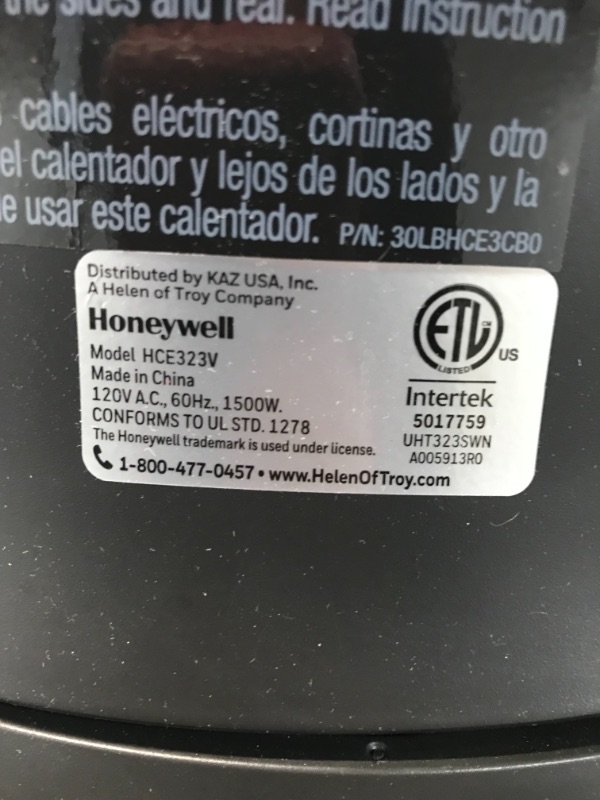 the sides and rear. Read Instruction
cables eléctricos, cortinas y otro
el calentador y lejos de los lados y la
e usar este calentador. P/N: 30LBHCE3CB0
Distributed by KAZ USA, Inc.
A Helen of Troy Company
Honeywell
Model HCE323V
Made in China
120V A.C., 60Hz., 1500W.
CONFORMS TO UL STD. 1278
The Honeywell trademark is used under license.
1-800-477-0457 • www.HelenOfTroy.com
ETL
CM
LISTED
US
Intertek
5017759
UHT323SWN
A005913R0